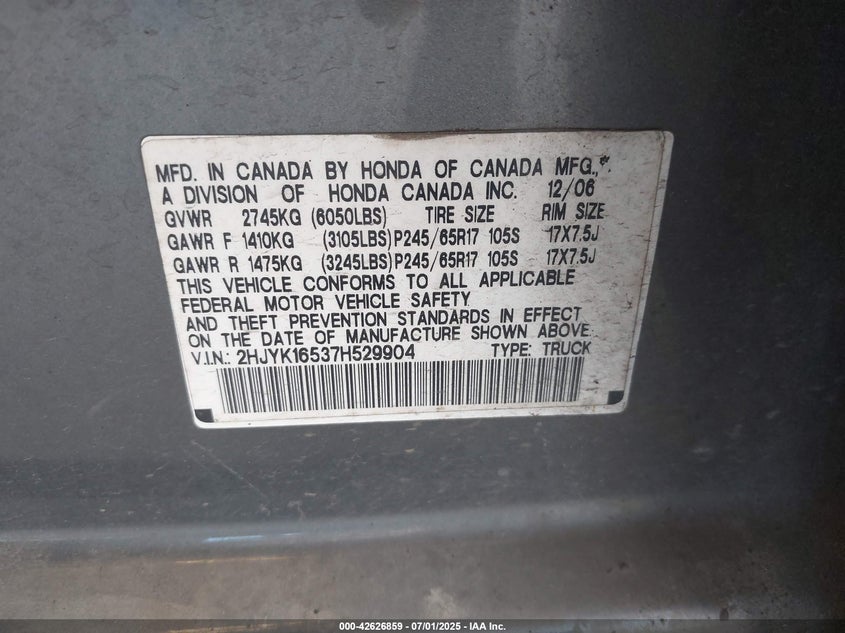 MFD. IN CANADA BY HONDA OF CANADA MFG.,
A DIVISION OF HONDA CANADA INC. 12/06
GVWR 2745KG (6050LBS) TIRE SIZE RIM SIZE
GAWR F 1410KG (3105LBS) P245/65R17 105S 17X7.5J
GAWR R 1475KG (3245LBS) P245/65R17 105S 17X7.5J
THIS VEHICLE CONFORMS TO ALL APPLICABLE
FEDERAL MOTOR VEHICLE SAFETY
AND THEFT PREVENTION STANDARDS IN EFFECT
ON THE DATE OF MANUFACTURE SHOWN ABOVE.
V.I.N.: 2HJYK16537H529904 TYPE: TRUCK
000-42626859 - 07/01/2025 - IAA Inc.